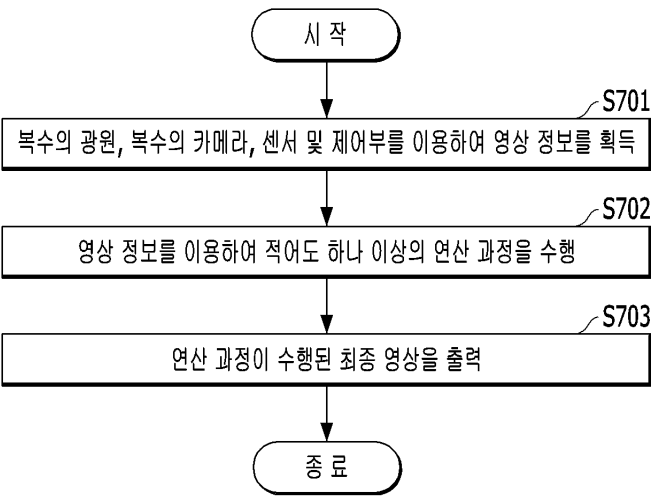 시 작
S701
복수의 광원, 복수의 카메라, 센서 및 제어부를 이용하여 영상 정보를 획득
S702
영상 정보를 이용하여 적어도 하나 이상의 연산 과정을 수행
S703
연산 과정이 수행된 최종 영상을 출력
종 료